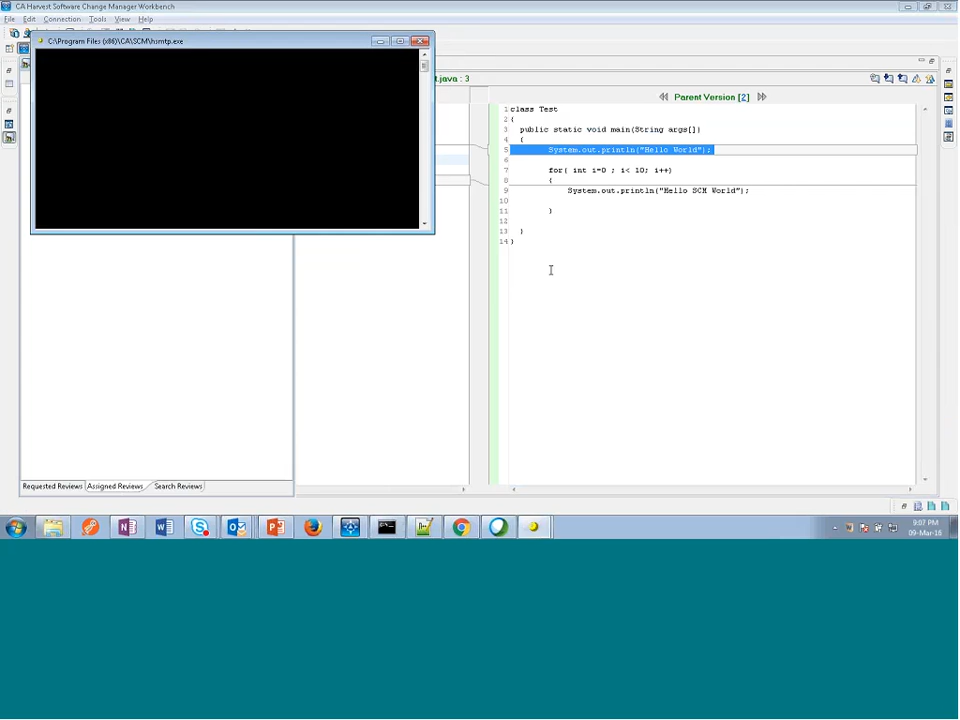 CA Harvest Software Change Manager Workbench
File Edit Connection Tools View Help
C:\Program Files (x86)\CA\SCM\hsmtp.exe
t.java : 3
Parent Version [2]
1 class Test
2 {
3 public static void main(String args[])
4 {
5 System.out.println("Hello World");
6
7 for( int i=0 ; i< 10; i++)
8 {
9 System.out.println("Hello SCM World");
10
11 }
12
13 }
14 }
Requested Reviews Assigned Reviews Search Reviews
9:07 PM
09-Mar-16